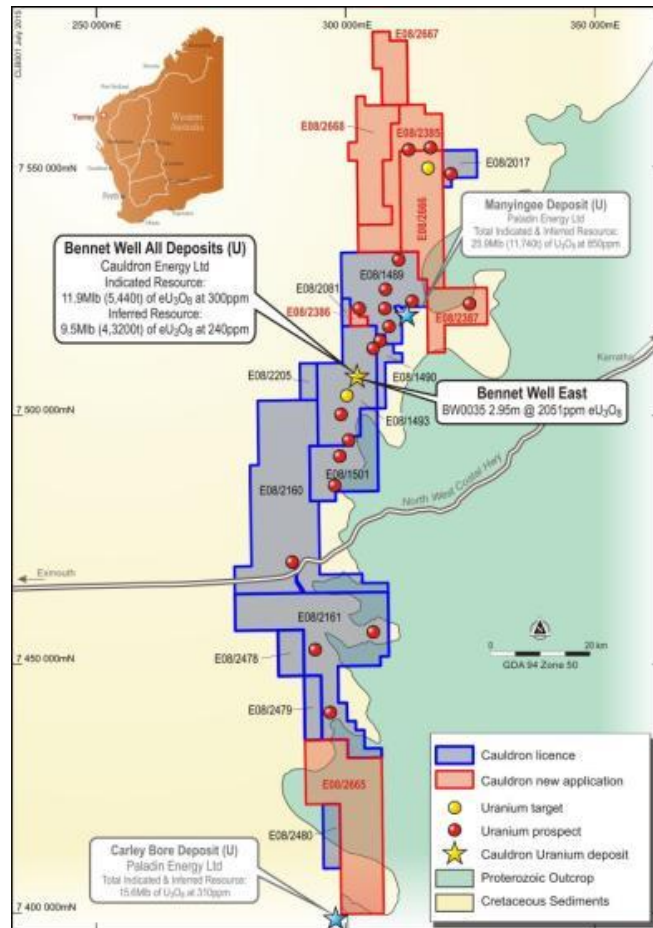 250 000mE
300 000mE
350 000mE
CLB001 July 2015
Yanrey
Perth
Western
Australia
E08/2667
E08/2668
E08/2385
E08/2017
7 550 000mN
E08/2666
Manyingee Deposit (U)
Paladin Energy Ltd
Total Indicated & Inferred Resource:
25.9Mlb (11,740t) of U3O8 at 850ppm
Bennet Well All Deposits (U)
Cauldron Energy Ltd
Indicated Resource:
11.9Mlb (5,440t) of eU3O8 at 300ppm
Inferred Resource:
9.5Mlb (4,3200t) of eU3O8 at 240ppm
E08/1489
E08/2081
E08/2386
E08/2387
Karratha
E08/2205
E08/1490
Bennet Well East
BW0035 2.95m @ 2051ppm eU3O8
7 500 000mN
E08/1493
E08/1501
E08/2160
North West Costal Hwy
Exmouth
E08/2161
0
20 km
GDA 94 Zone 50
7 450 000mN
E08/2478
E08/2479
Cauldron licence
Cauldron new application
Uranium target
Uranium prospect
Cauldron Uranium deposit
Proterozoic Outcrop
Cretaceous Sediments
E08/2665
E08/2480
Carley Bore Deposit (U)
Paladin Energy Ltd
Total Indicated & Inferred Resource:
15.6Mlb of U3O8 at 310ppm
7 400 000mN